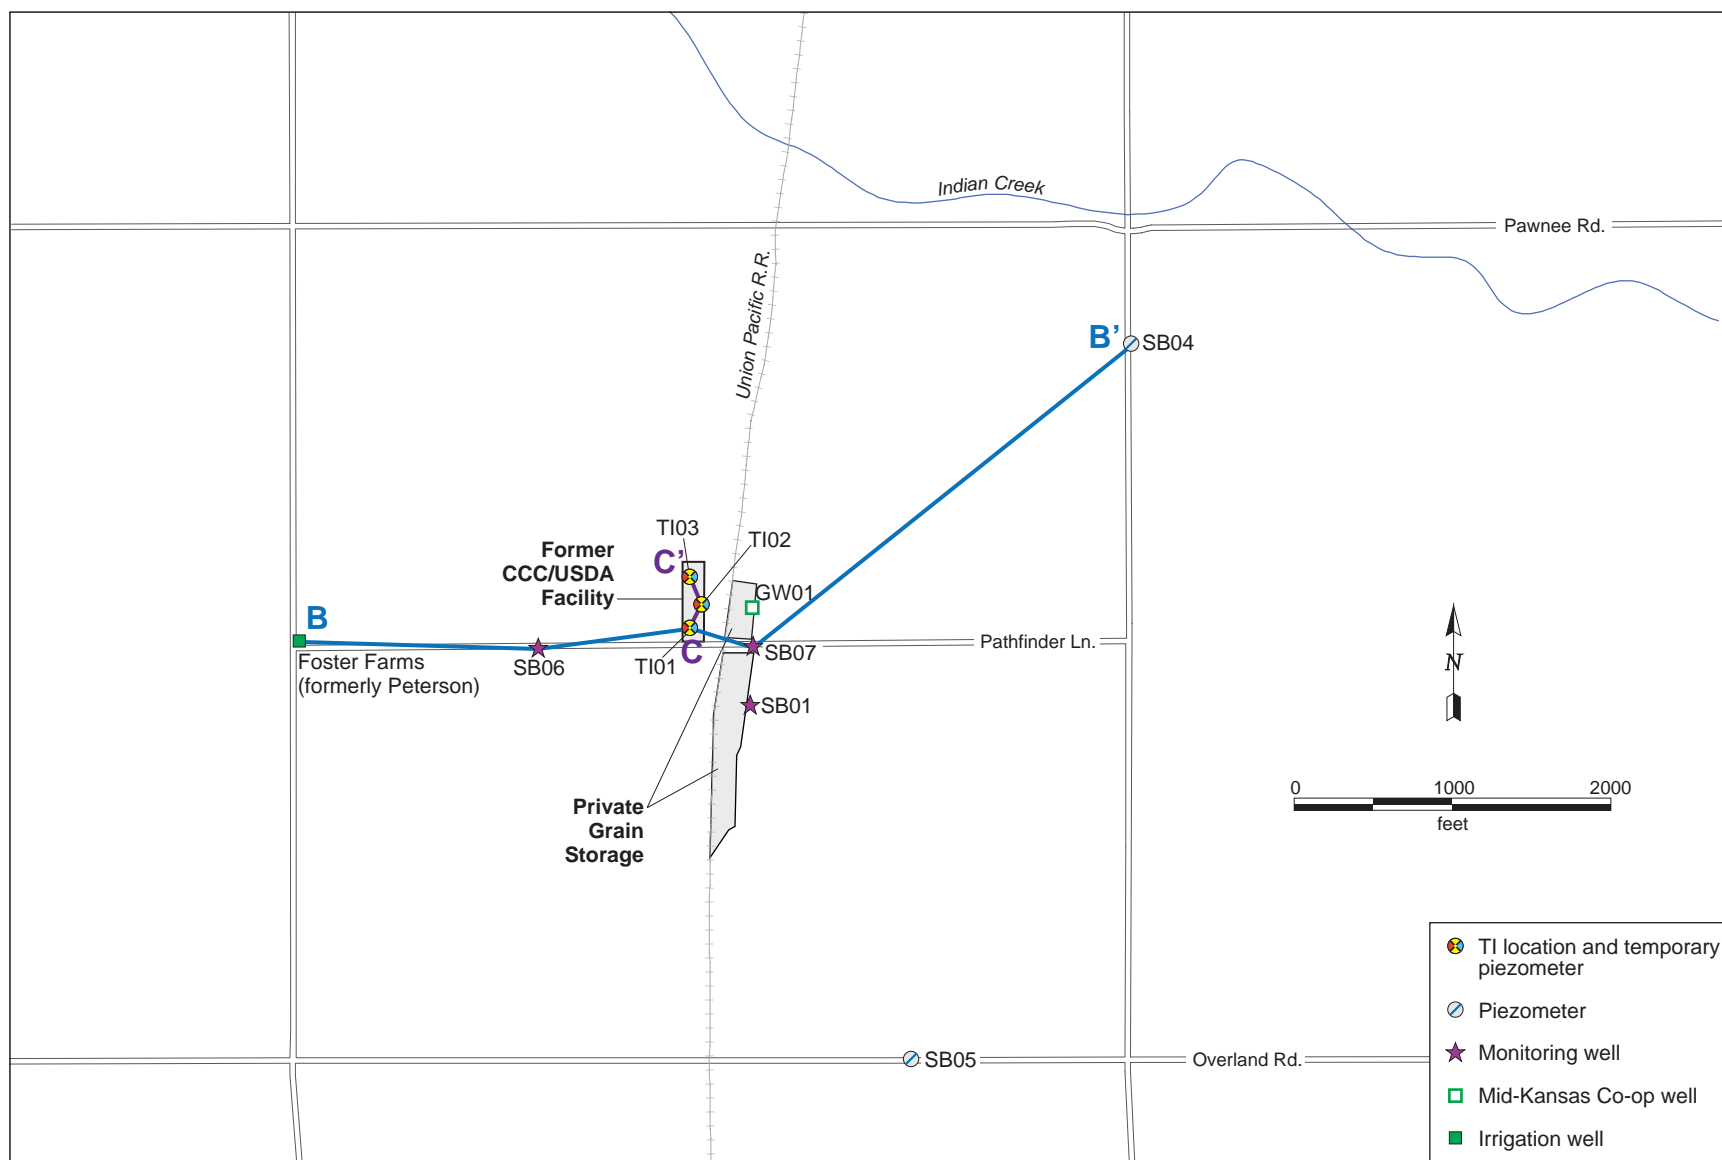 Indian Creek
Pawnee Rd.
Union Pacific R.R.
B’
SB04
TI03
TI02
Former
CCC/USDA
Facility
C’
GW01
B
Pathfinder Ln.
Foster Farms
(formerly Peterson)
SB06
TI01
C
SB07
SB01
N
Private
Grain
Storage
0 1000 2000
feet
SB05
Overland Rd.
TI location and temporary
piezometer
Piezometer
Monitoring well
Mid-Kansas Co-op well
Irrigation well